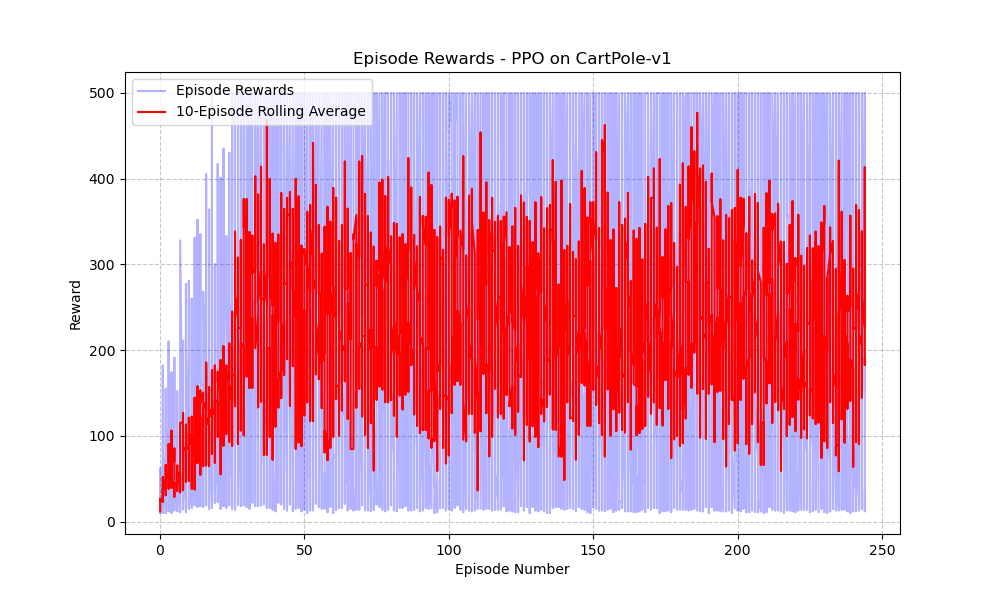 Episode Rewards - PPO on CartPole-v1
Episode Rewards
10-Episode Rolling Average
Reward
500
400
300
200
100
0
0 50 100 150 200 250
Episode Number